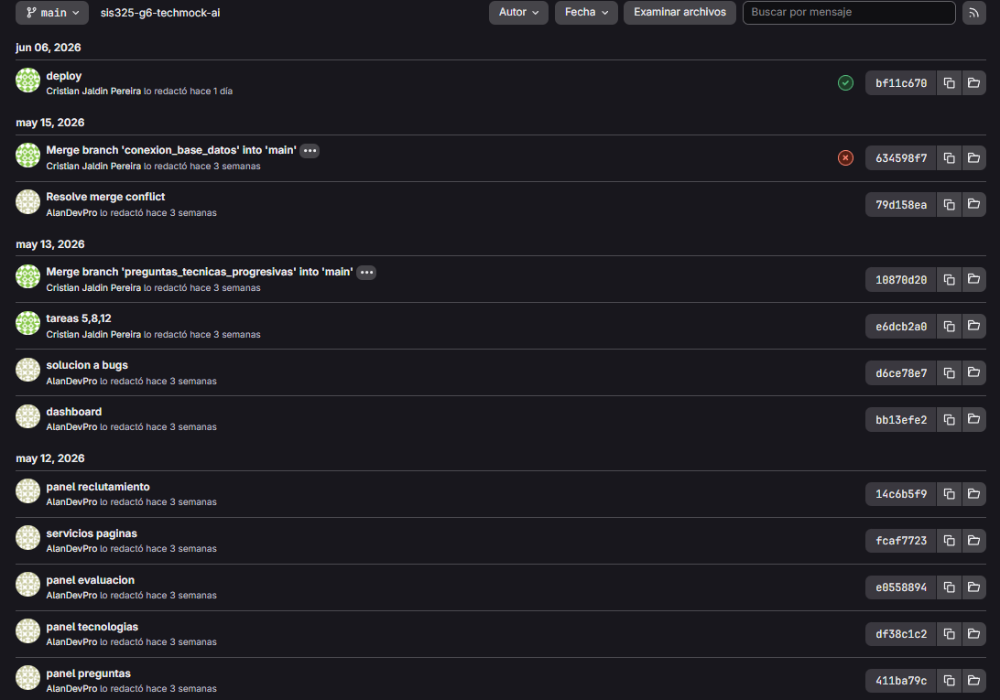 main sis325-g6-techmock-ai Autor Fecha Examinar archivos Buscar por mensaje
jun 06, 2026
deploy
Cristian Jaldin Pereira lo redactó hace 1 día
bf11c670
may 15, 2026
Merge branch 'conexion_base_datos' into 'main'
Cristian Jaldin Pereira lo redactó hace 3 semanas
634598f7
Resolve merge conflict
AlanDevPro lo redactó hace 3 semanas
79d158ea
may 13, 2026
Merge branch 'preguntas_tecnicas_progresivas' into 'main'
Cristian Jaldin Pereira lo redactó hace 3 semanas
10870d20
tareas 5,8,12
Cristian Jaldin Pereira lo redactó hace 3 semanas
e6dcb2a0
solucion a bugs
AlanDevPro lo redactó hace 3 semanas
d6ce78e7
dashboard
AlanDevPro lo redactó hace 3 semanas
bb13efe2
may 12, 2026
panel reclutamiento
AlanDevPro lo redactó hace 3 semanas
14c6b5f9
servicios paginas
AlanDevPro lo redactó hace 3 semanas
fcaf7723
panel evaluacion
AlanDevPro lo redactó hace 3 semanas
e0558894
panel tecnologias
AlanDevPro lo redactó hace 3 semanas
df38c1c2
panel preguntas
AlanDevPro lo redactó hace 3 semanas
411ba79c